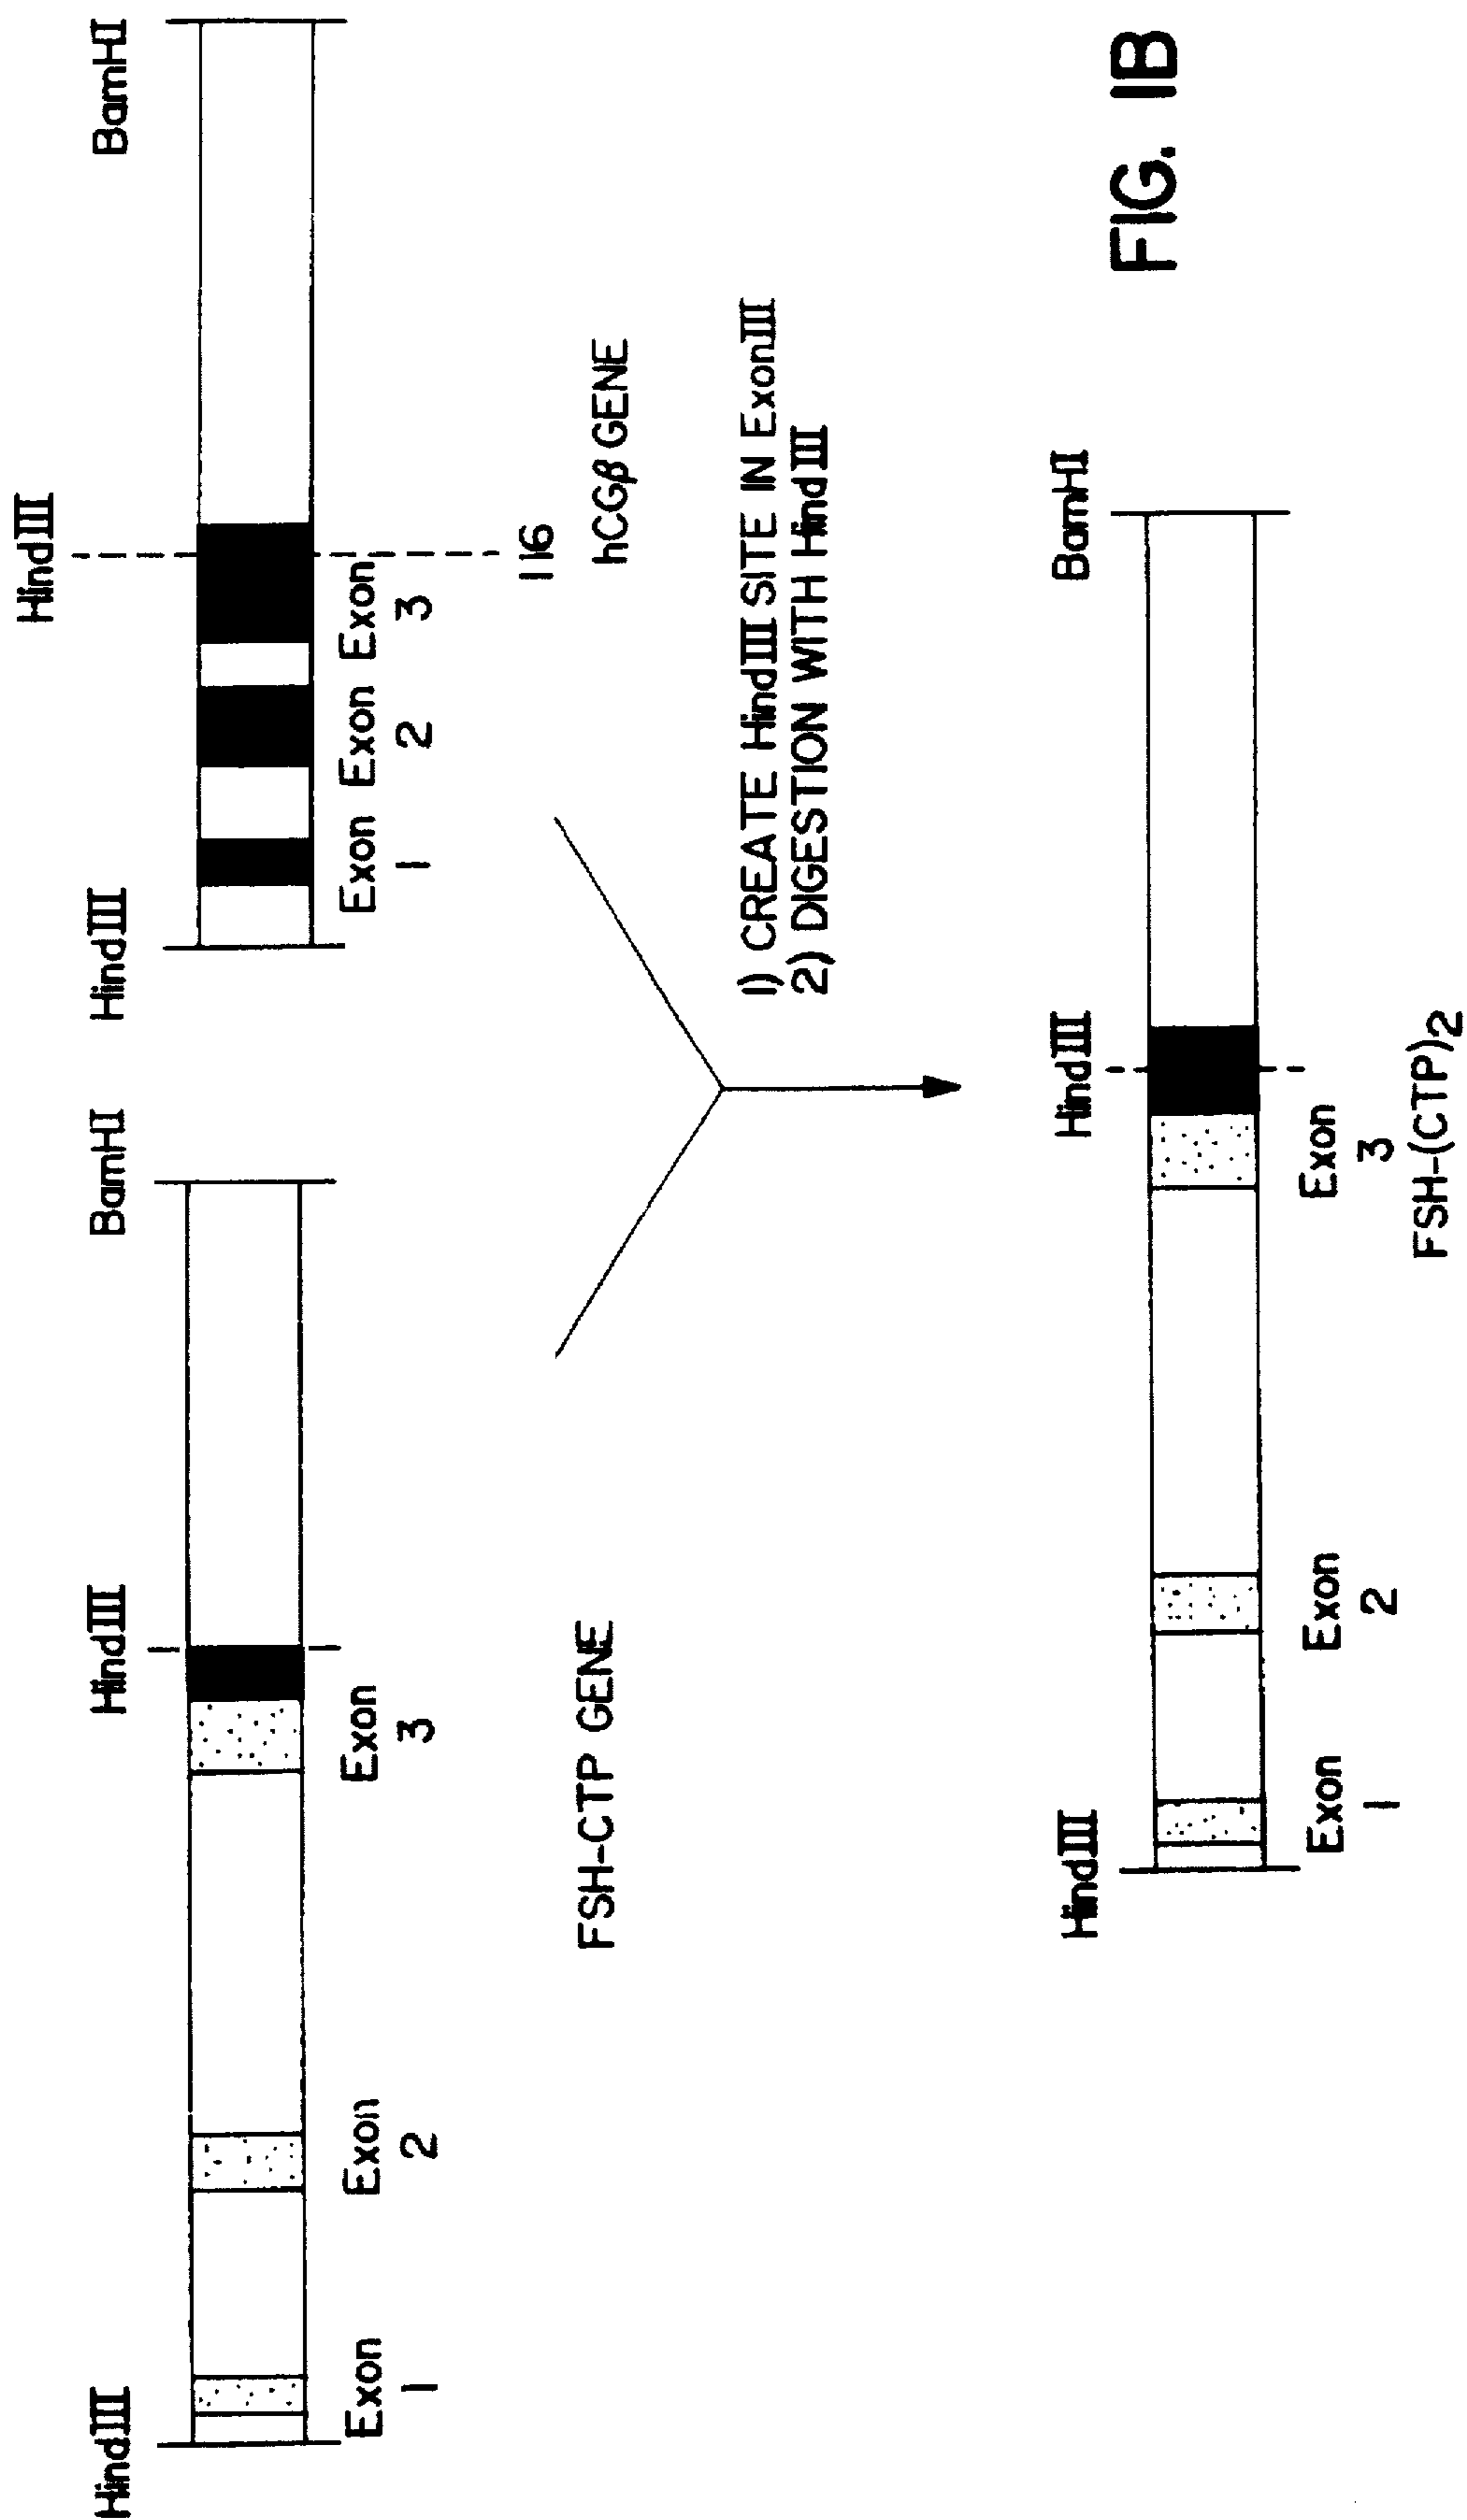 HindIII
HindIII
BamHI
Exon
1
Exon
2
Exon
3
FSH-CTP GENE
HindIII
HindIII
BamHI
Exon Exon Exon
1 2 3
116
hCGβ GENE
1) CREATE HindIII SITE IN ExonIII
2) DIGESTION WITH HindIII
HindIII
HindIII
BamHI
Exon
1
Exon
2
Exon
3
FSH-(CTP)2
FIG. 1B